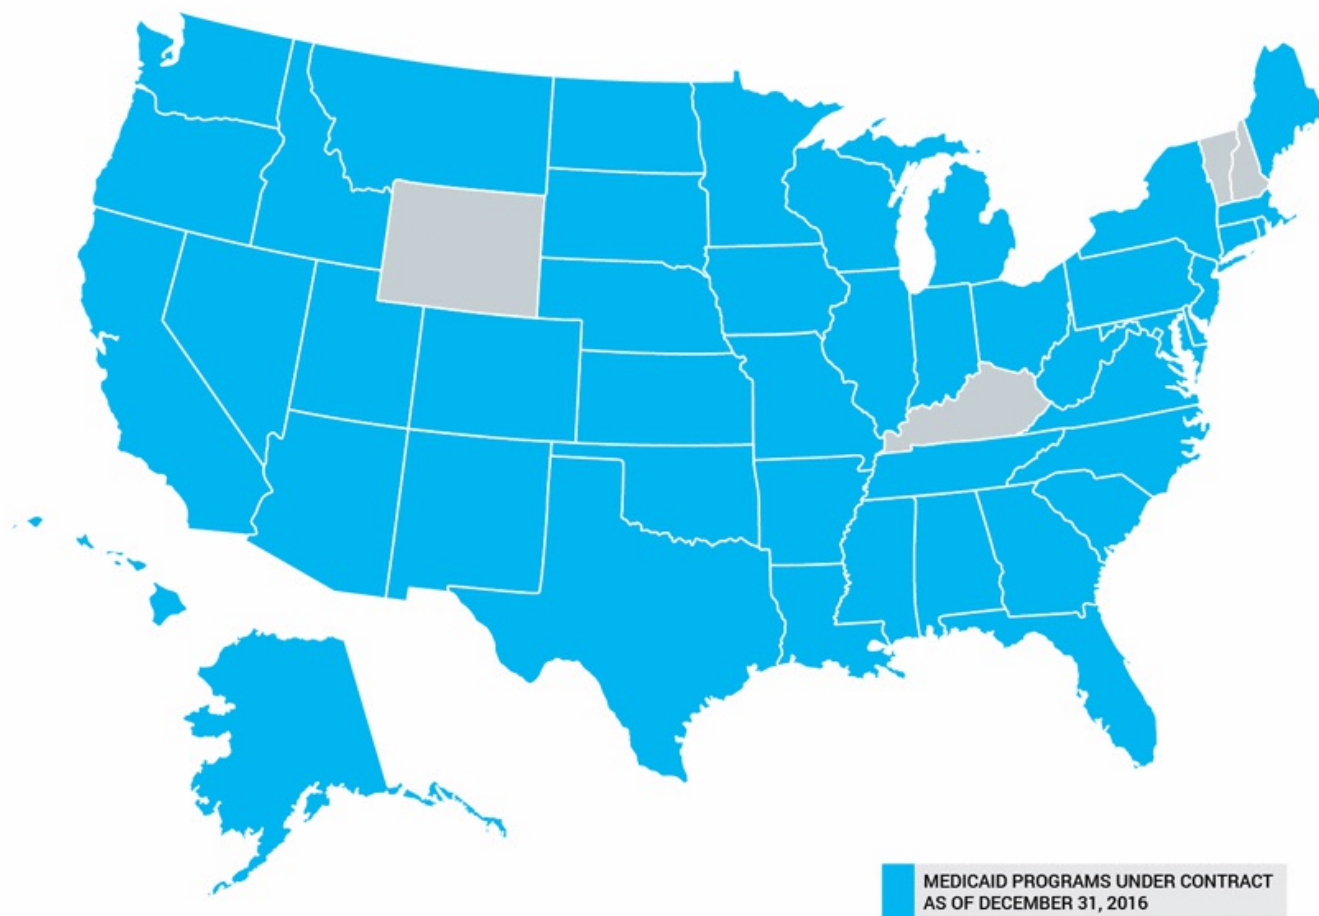 MEDICAID PROGRAMS UNDER CONTRACT
AS OF DECEMBER 31, 2016